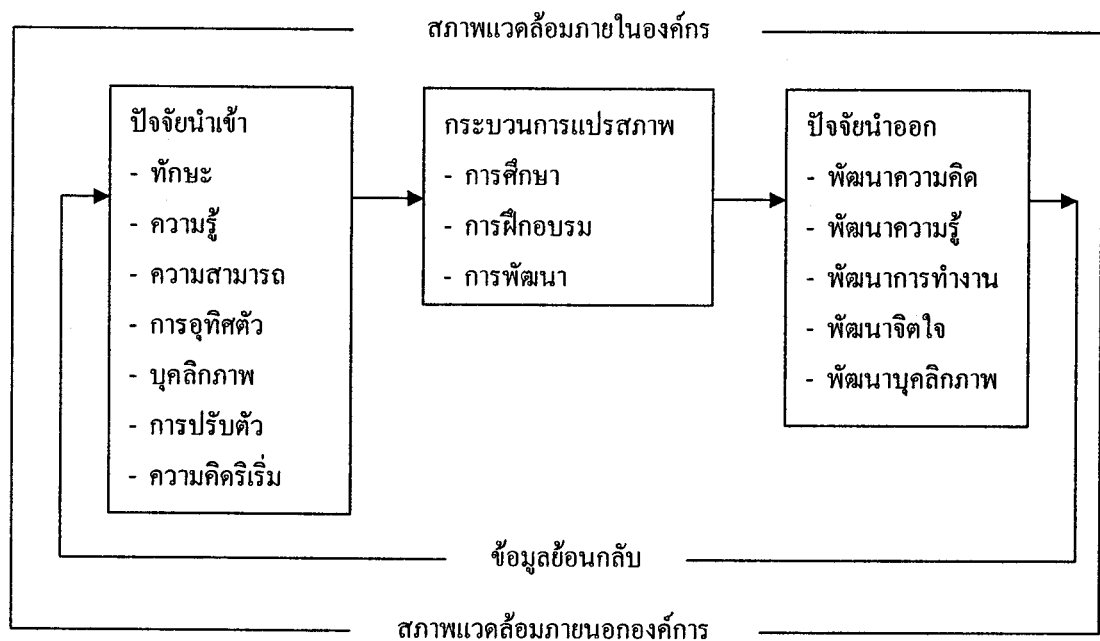 สภาพแวดล้อมภายในองค์กร
ปัจจัยนำเข้า
- ทักษะ
- ความรู้
- ความสามารถ
- การอุทิศตัว
- บุคลิกภาพ
- การปรับตัว
- ความคิดริเริ่ม
กระบวนการแปรสภาพ
- การศึกษา
- การฝึกอบรม
- การพัฒนา
ปัจจัยนำออก
- พัฒนาความคิด
- พัฒนาความรู้
- พัฒนาการทำงาน
- พัฒนาจิตใจ
- พัฒนาบุคลิกภาพ
ข้อมูลย้อนกลับ
สภาพแวดล้อมภายนอกองค์การ